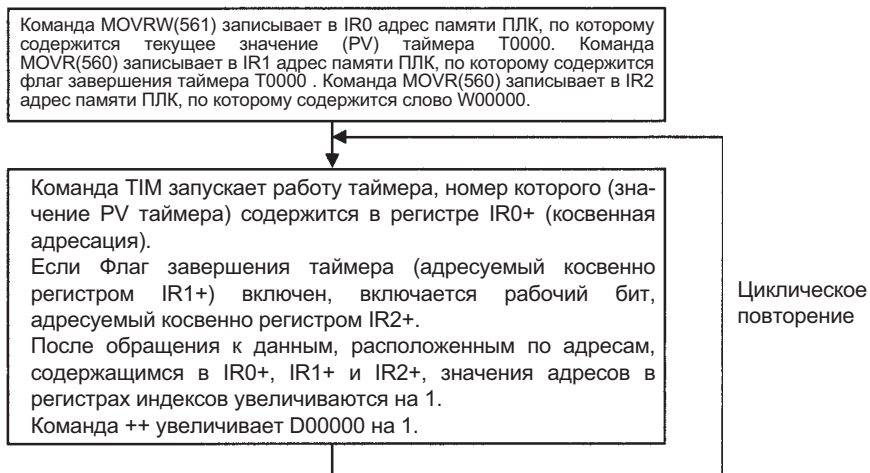 Команда MOVRW(561) записывает в IR0 адрес памяти ПЛК, по которому
содержится текущее значение (PV) таймера T0000. Команда
MOVR(560) записывает в IR1 адрес памяти ПЛК, по которому содержится
флаг завершения таймера T0000 . Команда MOVR(560) записывает в IR2
адрес памяти ПЛК, по которому содержится слово W00000.
Команда TIM запускает работу таймера, номер которого (зна-
чение PV таймера) содержится в регистре IR0+ (косвенная
адресация).
Если Флаг завершения таймера (адресуемый косвенно
регистром IR1+) включен, включается рабочий бит,
адресуемый косвенно регистром IR2+.
После обращения к данным, расположенным по адресам,
содержащимся в IR0+, IR1+ и IR2+, значения адресов в
регистрах индексов увеличиваются на 1.
Команда ++ увеличивает D00000 на 1.
Циклическое
повторение